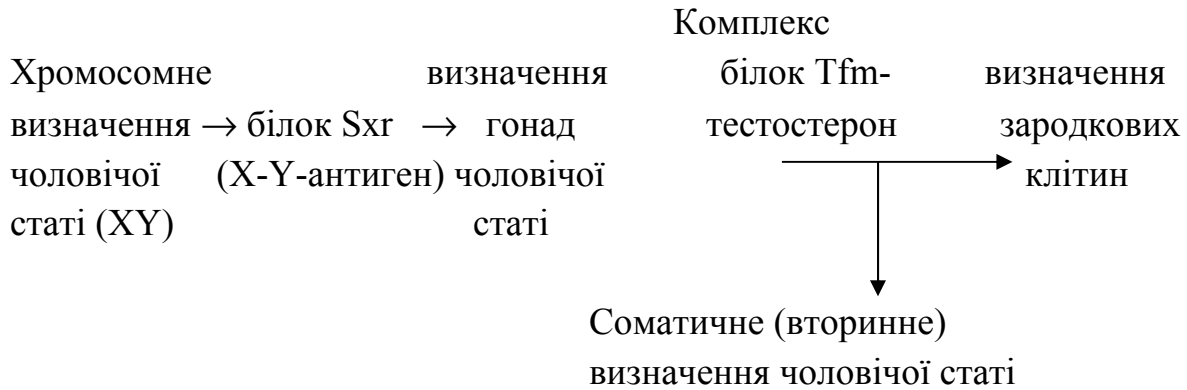 Комплекс
Хромосомне визначення білок Tfm- визначення
визначення → білок Sxr → гонад тестостерон зародкових
чоловічої (X-Y-антиген) чоловічої клітин
статі (XY) статі
Соматичне (вторинне)
визначення чоловічої статі